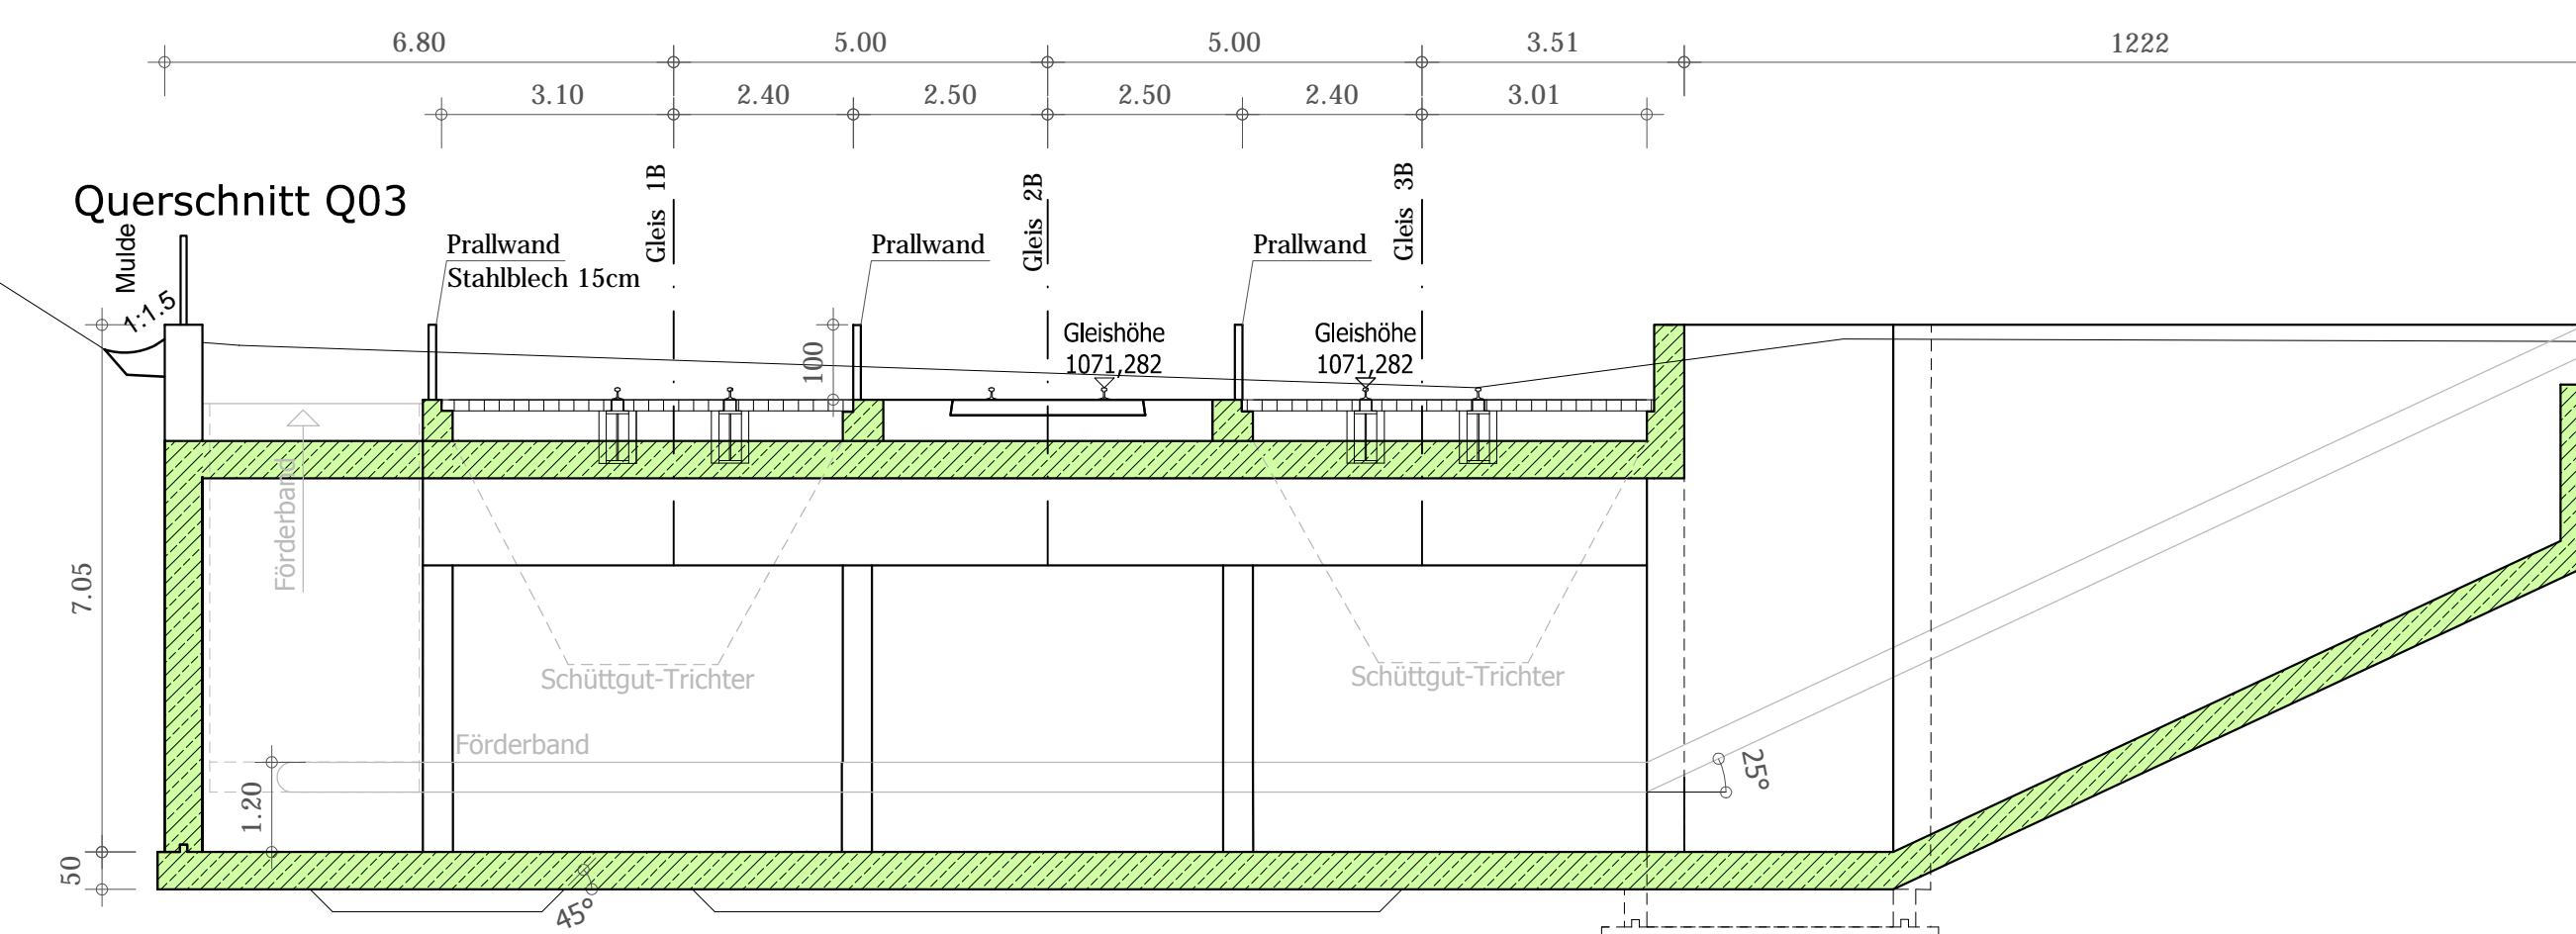 6.80 5.00 5.00 3.51 1222
3.10 2.40 2.50 2.50 2.40 3.01
Querschnitt Q03
Mulde
1:1.5
Prallwand
Stahlblech 15cm
Gleis 1B
Prallwand
Gleis 2B
Prallwand
Gleis 3B
100
Gleishöhe
1071,282
Gleishöhe
1071,282
Förderband
7.05
Schüttgut-Trichter
Schüttgut-Trichter
Förderband
1.20
25°
50
45°